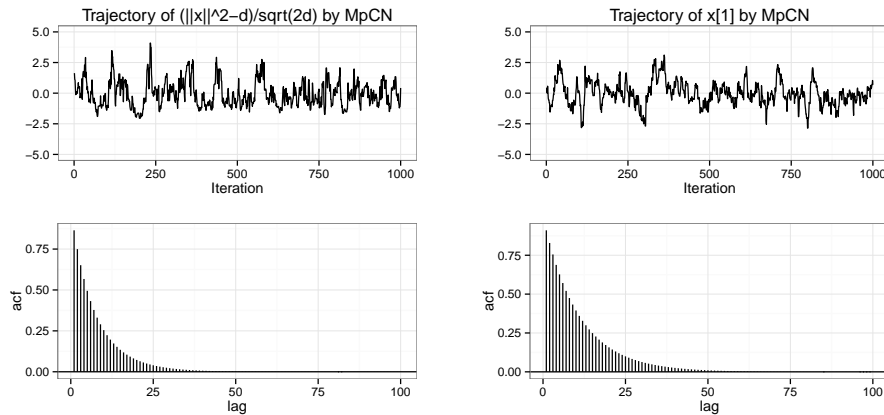 Trajectory of (||x||^2−d)/sqrt(2d) by MpCN
5.0
2.5
0.0
−2.5
−5.0
0 250 500 750 1000
Iteration
Trajectory of x[1] by MpCN
5.0
2.5
0.0
−2.5
−5.0
0 250 500 750 1000
Iteration
acf
0.75
0.50
0.25
0.00
0 25 50 75 100
lag
acf
0.75
0.50
0.25
0.00
0 25 50 75 100
lag